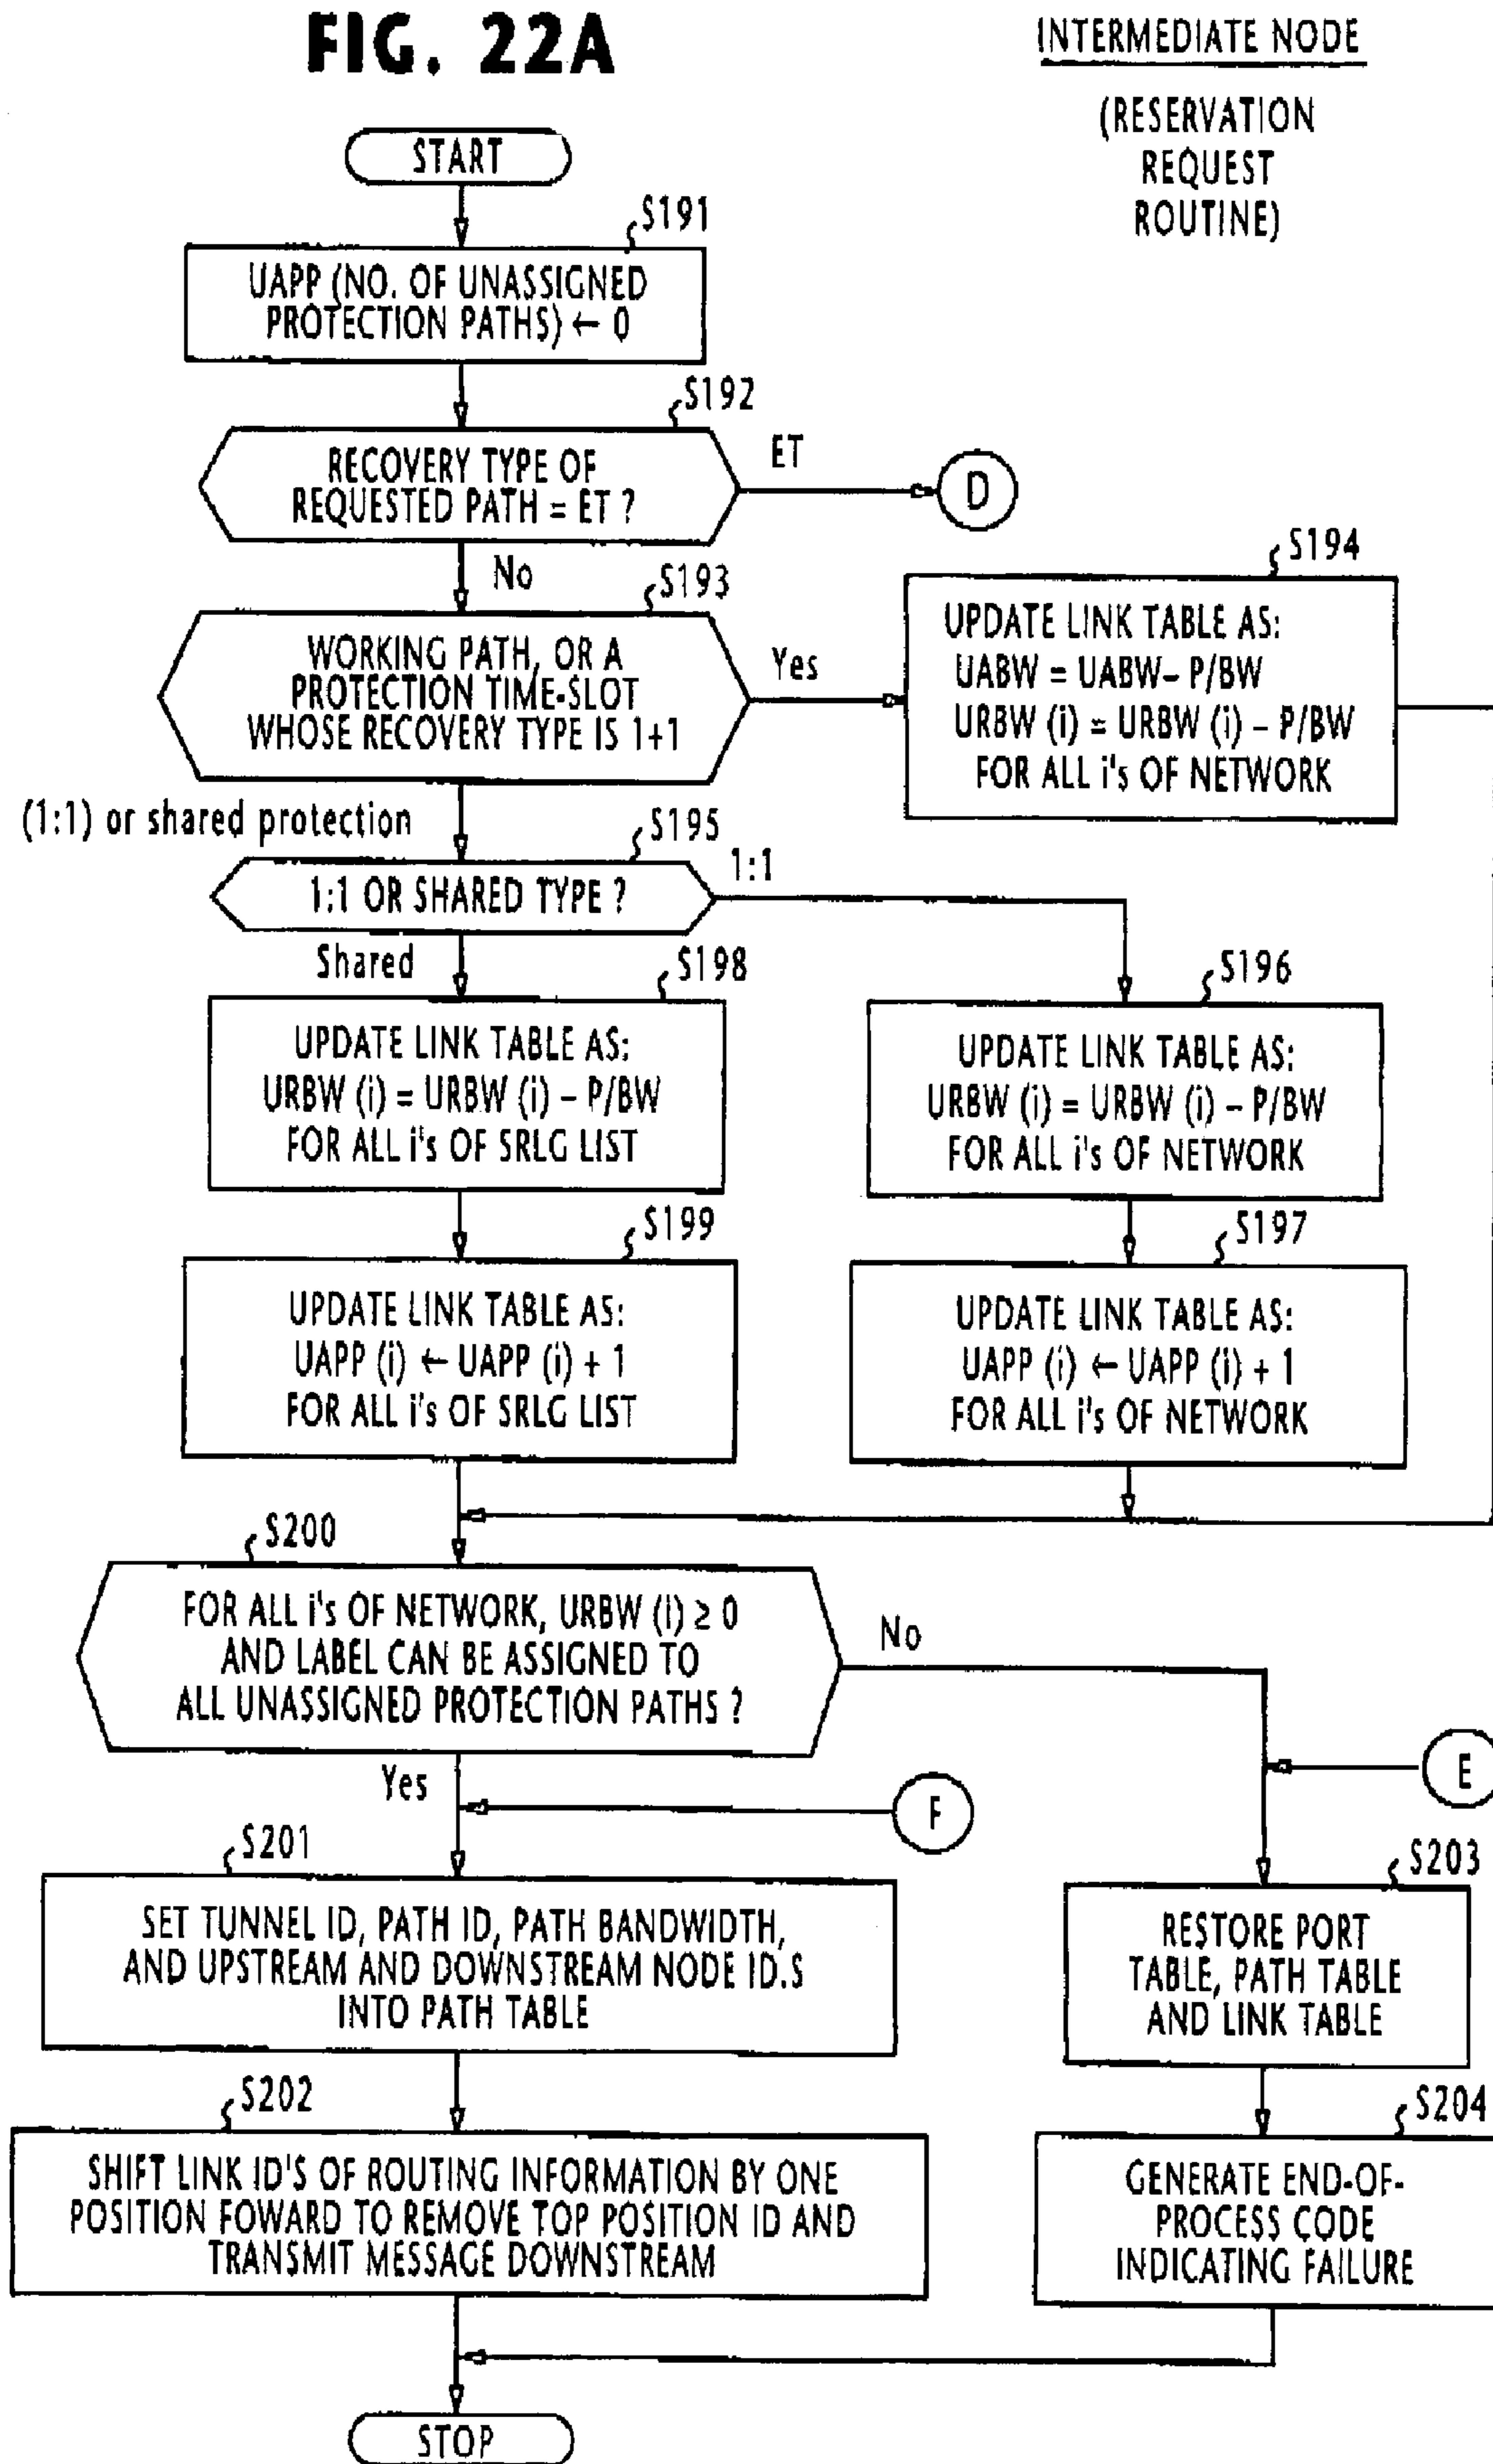 FIG. 22A
INTERMEDIATE NODE
(RESERVATION
REQUEST
ROUTINE)
START
S191
UAPP (NO. OF UNASSIGNED
PROTECTION PATHS) ← 0
S192
RECOVERY TYPE OF
REQUESTED PATH = ET ?
ET
D
No
S193
WORKING PATH, OR A
PROTECTION TIME-SLOT
WHOSE RECOVERY TYPE IS 1+1
Yes
S194
UPDATE LINK TABLE AS:
UABW = UABW– P/BW
URBW (i) = URBW (i) – P/BW
FOR ALL i's OF NETWORK
(1:1) or shared protection
S195
1:1 OR SHARED TYPE ?
1:1
Shared
S198
UPDATE LINK TABLE AS:
URBW (i) = URBW (i) – P/BW
FOR ALL i's OF SRLG LIST
S196
UPDATE LINK TABLE AS:
URBW (i) = URBW (i) – P/BW
FOR ALL i's OF NETWORK
S199
UPDATE LINK TABLE AS:
UAPP (i) ← UAPP (i) + 1
FOR ALL i's OF SRLG LIST
S197
UPDATE LINK TABLE AS:
UAPP (i) ← UAPP (i) + 1
FOR ALL i's OF NETWORK
S200
FOR ALL i's OF NETWORK, URBW (i) ≥ 0
AND LABEL CAN BE ASSIGNED TO
ALL UNASSIGNED PROTECTION PATHS ?
No
E
Yes
F
S201
SET TUNNEL ID, PATH ID, PATH BANDWIDTH,
AND UPSTREAM AND DOWNSTREAM NODE ID.S
INTO PATH TABLE
S203
RESTORE PORT
TABLE, PATH TABLE
AND LINK TABLE
S202
SHIFT LINK ID'S OF ROUTING INFORMATION BY ONE
POSITION FOWARD TO REMOVE TOP POSITION ID AND
TRANSMIT MESSAGE DOWNSTREAM
S204
GENERATE END-OF-
PROCESS CODE
INDICATING FAILURE
STOP